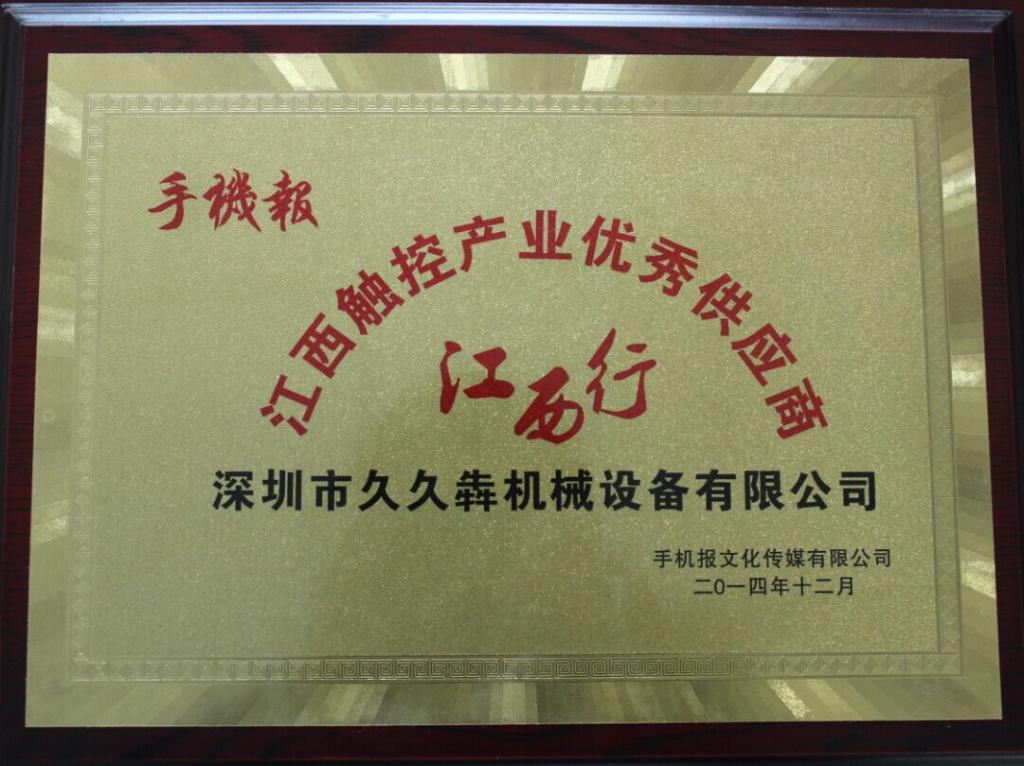 手機報
江西触控产业优秀供应商
江西行
深圳市久久犇机械设备有限公司
手机报文化传媒有限公司
二0一四年十二月